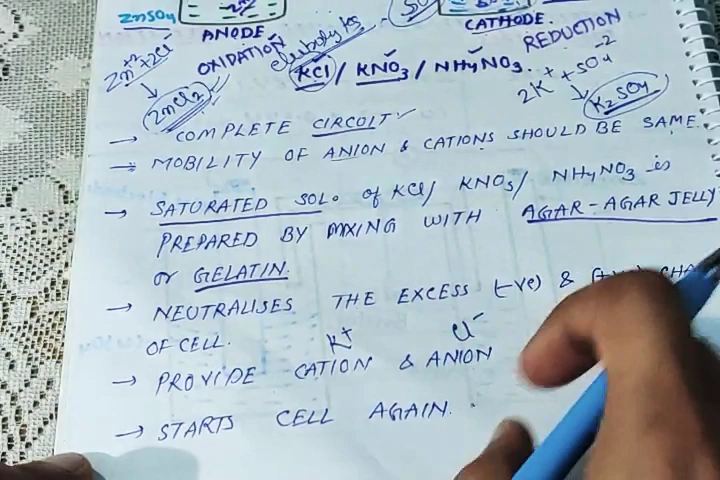 ZnSO4
ANODE
OXIDATION
CATHODE.
REDUCTION
Zn+2 + 2Cl-
ZnCl2
KCl / KNO3 / NH4NO3.
2K+ + SO4-2
K2SO4
→ COMPLETE CIRCUIT
→ MOBILITY OF ANION & CATIONS SHOULD BE SAME.
→ SATURATED SOL. of KCl/ KNO3/ NH4NO3 is
PREPARED BY MIXING WITH AGAR-AGAR JELLY
or GELATIN.
→ NEUTRALISES THE EXCESS (-ve) &
OF CELL.
K+ Cl-
→ PROVIDE CATION & ANION
→ STARTS CELL AGAIN.